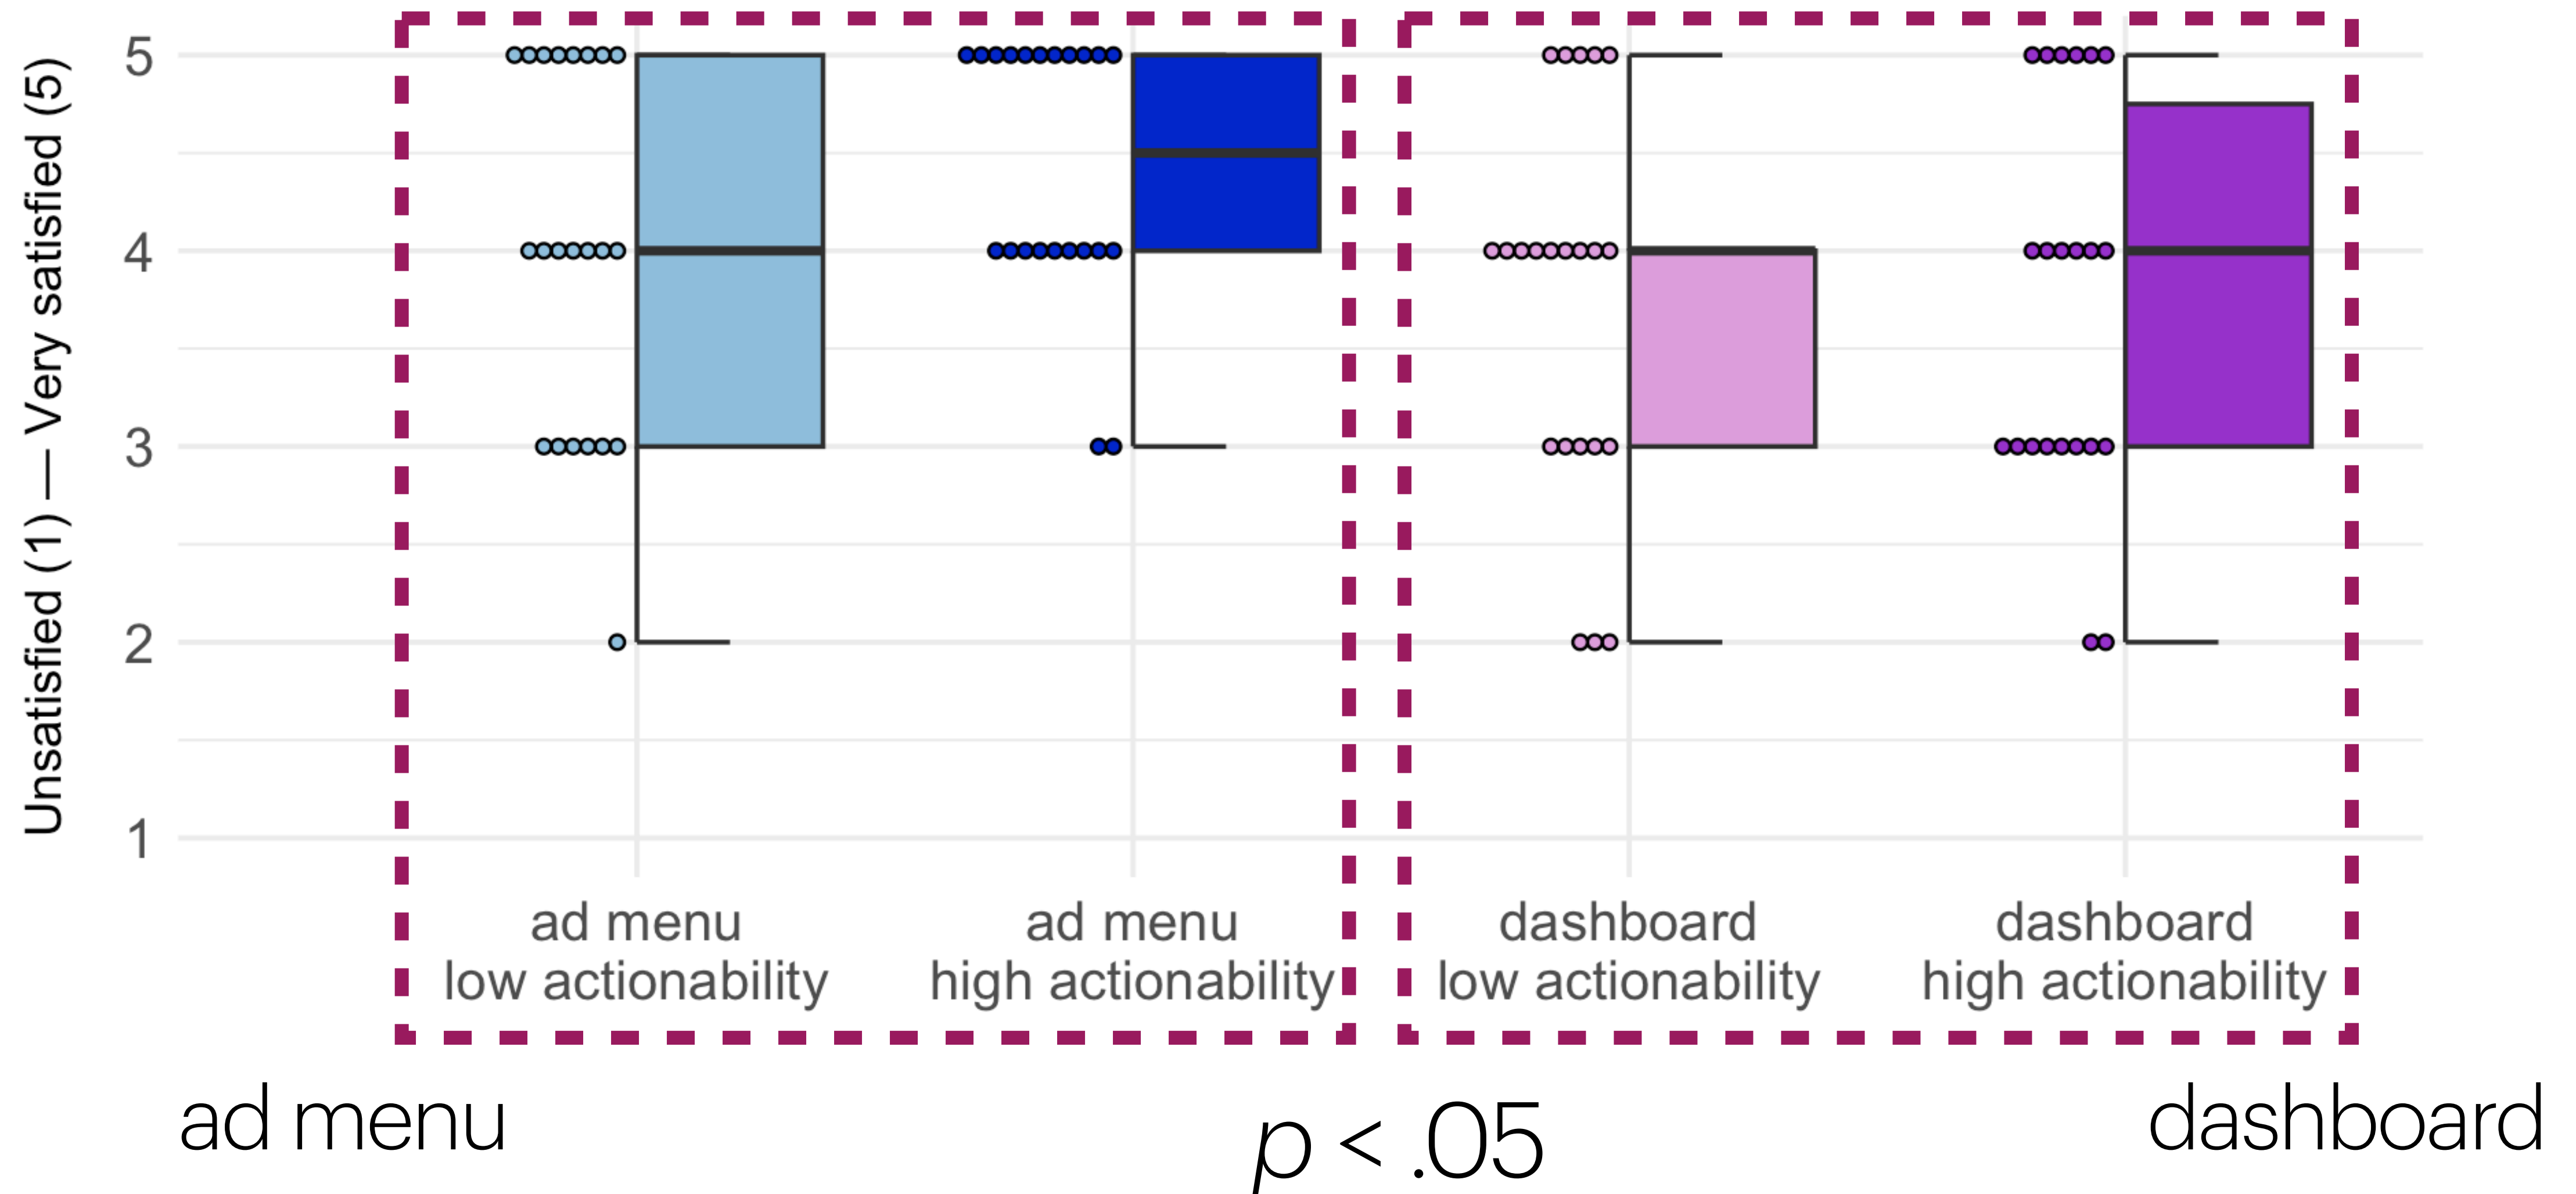 Unsatisfied (1) — Very satisfied (5)
5
4
3
2
1
ad menu
low actionability
ad menu
high actionability
dashboard
low actionability
dashboard
high actionability
ad menu
p < .05
dashboard